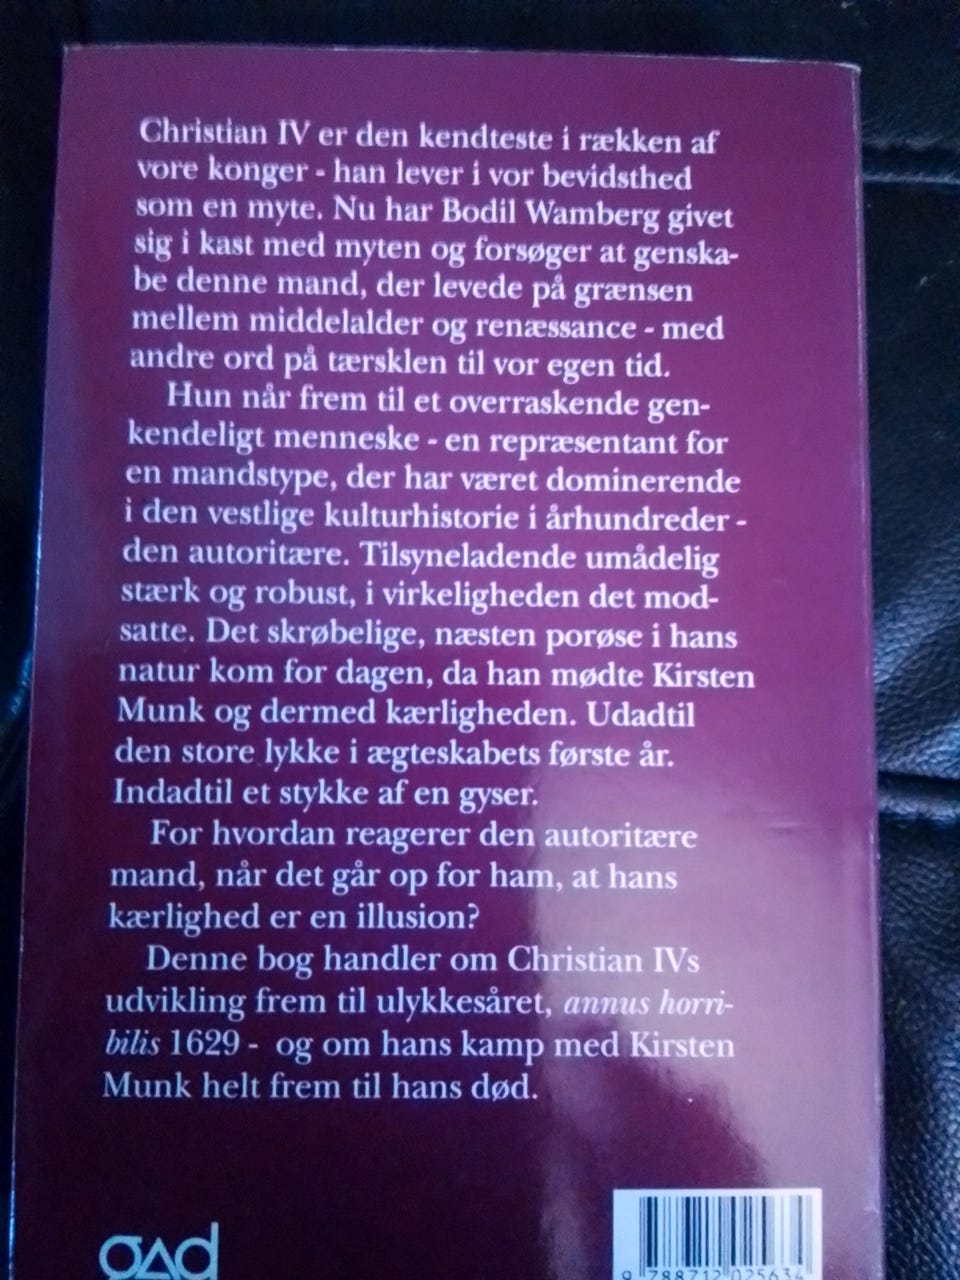 Christian IV er den kendteste i rækken af
vore konger - han lever i vor bevidsthed
som en myte. Nu har Bodil Wamberg givet
sig i kast med myten og forsøger at genska-
be denne mand, der levede på grænsen
mellem middelalder og renæssance - med
andre ord på tærsklen til vor egen tid.
Hun når frem til et overraskende gen-
kendeligt menneske - en repræsentant for
en mandstype, der har været dominerende
i den vestlige kulturhistorie i århundreder -
den autoritære. Tilsyneladende umådelig
stærk og robust, i virkeligheden det mod-
satte. Det skrøbelige, næsten porøse i hans
natur kom for dagen, da han mødte Kirsten
Munk og dermed kærligheden. Udadtil
den store lykke i ægteskabets første år.
Indadtil et stykke af en gyser.
For hvordan reagerer den autoritære
mand, når det går op for ham, at hans
kærlighed er en illusion?
Denne bog handler om Christian IVs
udvikling frem til ulykkesåret, annus horri-
bilis 1629 - og om hans kamp med Kirsten
Munk helt frem til hans død.
gad
9 788712 025634